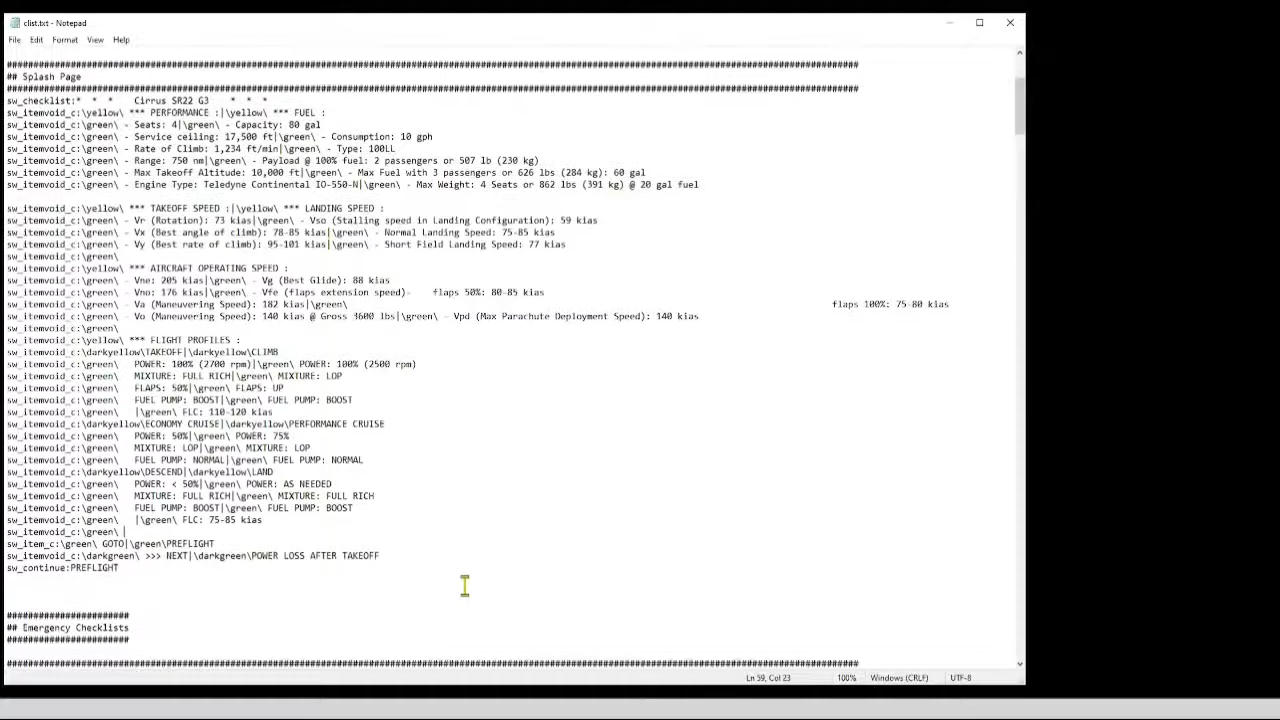 clist.txt - Notepad
File Edit Format View Help
#################################################################################################################################################################
## Splash Page
#################################################################################################################################################################
sw_checklist:* * * Cirrus SR22 G3 * * *
sw_itemvoid_c:\yellow\ *** PERFORMANCE :|\yellow\ *** FUEL :
sw_itemvoid_c:\green\ - Seats: 4|\green\ - Capacity: 80 gal
sw_itemvoid_c:\green\ - Service ceiling: 17,500 ft|\green\ - Consumption: 10 gph
sw_itemvoid_c:\green\ - Rate of Climb: 1,234 ft/min|\green\ - Type: 100LL
sw_itemvoid_c:\green\ - Range: 750 nm|\green\ - Payload @ 100% fuel: 2 passengers or 507 lb (230 kg)
sw_itemvoid_c:\green\ - Max Takeoff Altitude: 10,000 ft|\green\ - Max Fuel with 3 passengers or 626 lbs (284 kg): 60 gal
sw_itemvoid_c:\green\ - Engine Type: Teledyne Continental IO-550-N|\green\ - Max Weight: 4 Seats or 862 lbs (391 kg) @ 20 gal fuel
sw_itemvoid_c:\yellow\ *** TAKEOFF SPEED :|\yellow\ *** LANDING SPEED :
sw_itemvoid_c:\green\ - Vr (Rotation): 73 kias|\green\ - Vso (Stalling speed in Landing Configuration): 59 kias
sw_itemvoid_c:\green\ - Vx (Best angle of climb): 78-85 kias|\green\ - Normal Landing Speed: 75-85 kias
sw_itemvoid_c:\green\ - Vy (Best rate of climb): 95-101 kias|\green\ - Short Field Landing Speed: 77 kias
sw_itemvoid_c:\green\
sw_itemvoid_c:\yellow\ *** AIRCRAFT OPERATING SPEED :
sw_itemvoid_c:\green\ - Vne: 205 kias|\green\ - Vg (Best Glide): 88 kias
sw_itemvoid_c:\green\ - Vno: 176 kias|\green\ - Vfe (flaps extension speed)- flaps 50%: 80-85 kias
sw_itemvoid_c:\green\ - Va (Maneuvering Speed): 182 kias|\green\ flaps 100%: 75-80 kias
sw_itemvoid_c:\green\ - Vo (Maneuvering Speed): 140 kias @ Gross 3600 lbs|\green\ - Vpd (Max Parachute Deployment Speed): 140 kias
sw_itemvoid_c:\green\
sw_itemvoid_c:\yellow\ *** FLIGHT PROFILES :
sw_itemvoid_c:\darkyellow\TAKEOFF|\darkyellow\CLIMB
sw_itemvoid_c:\green\ POWER: 100% (2700 rpm)|\green\ POWER: 100% (2500 rpm)
sw_itemvoid_c:\green\ MIXTURE: FULL RICH|\green\ MIXTURE: LOP
sw_itemvoid_c:\green\ FLAPS: 50%|\green\ FLAPS: UP
sw_itemvoid_c:\green\ FUEL PUMP: BOOST|\green\ FUEL PUMP: BOOST
sw_itemvoid_c:\green\ |\green\ FLC: 110-120 kias
sw_itemvoid_c:\darkyellow\ECONOMY CRUISE|\darkyellow\PERFORMANCE CRUISE
sw_itemvoid_c:\green\ POWER: 50%|\green\ POWER: 75%
sw_itemvoid_c:\green\ MIXTURE: LOP|\green\ MIXTURE: LOP
sw_itemvoid_c:\green\ FUEL PUMP: NORMAL|\green\ FUEL PUMP: NORMAL
sw_itemvoid_c:\darkyellow\DESCEND|\darkyellow\LAND
sw_itemvoid_c:\green\ POWER: < 50%|\green\ POWER: AS NEEDED
sw_itemvoid_c:\green\ MIXTURE: FULL RICH|\green\ MIXTURE: FULL RICH
sw_itemvoid_c:\green\ FUEL PUMP: BOOST|\green\ FUEL PUMP: BOOST
sw_itemvoid_c:\green\ |\green\ FLC: 75-85 kias
sw_itemvoid_c:\green\
sw_item_c:\green\ GOTO|\green\PREFLIGHT
sw_itemvoid_c:\darkgreen\ >>> NEXT|\darkgreen\POWER LOSS AFTER TAKEOFF
sw_continue:PREFLIGHT
#######################
## Emergency Checklists
#######################
#################################################################################################################################################################
Ln 59, Col 23 100% Windows (CRLF) UTF-8